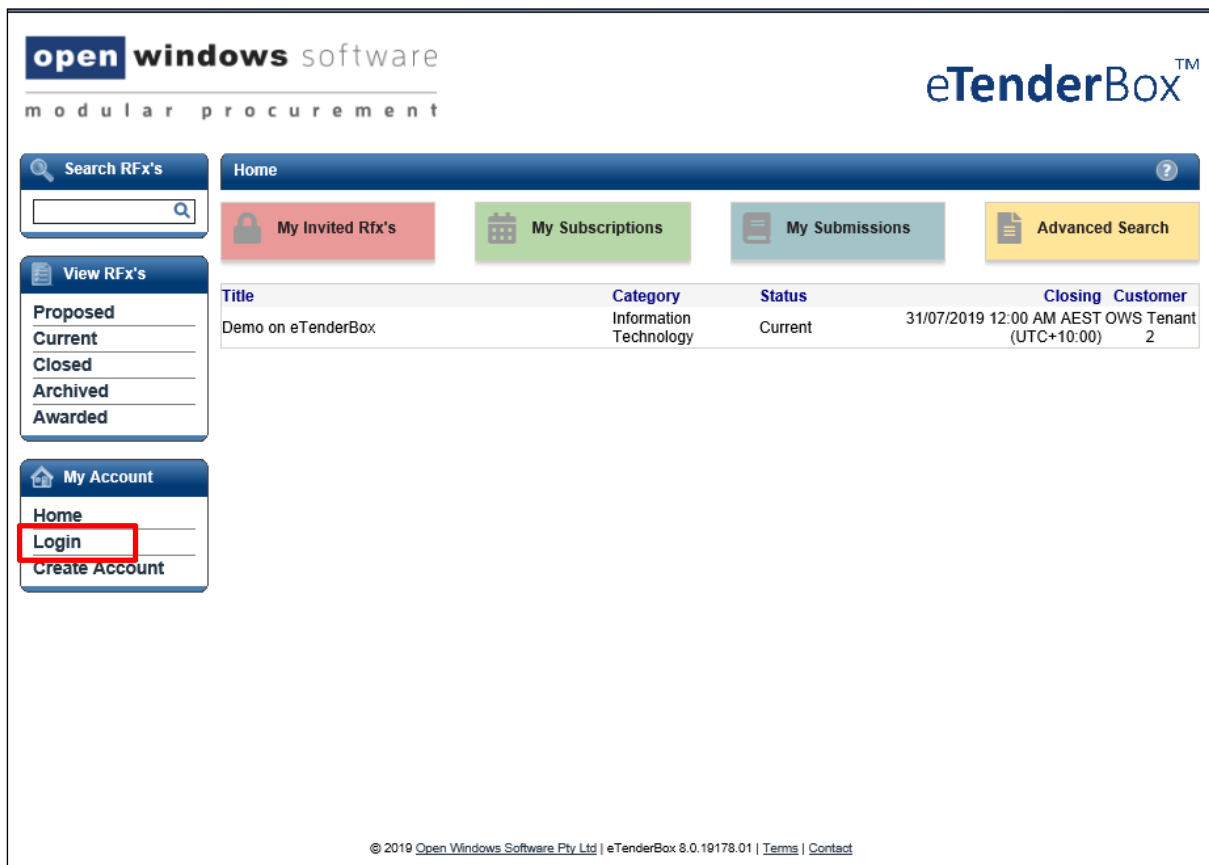 open windows software
modular procurement
eTenderBox™
Search RFx's
View RFx's
Proposed
Current
Closed
Archived
Awarded
My Account
Home
Login
Create Account
Home
My Invited Rfx's
My Subscriptions
My Submissions
Advanced Search
Title Category Status Closing Customer
Demo on eTenderBox Information Technology Current 31/07/2019 12:00 AM AEST (UTC+10:00) OWS Tenant 2
© 2019 Open Windows Software Pty Ltd | eTenderBox 8.0.19178.01 | Terms | Contact